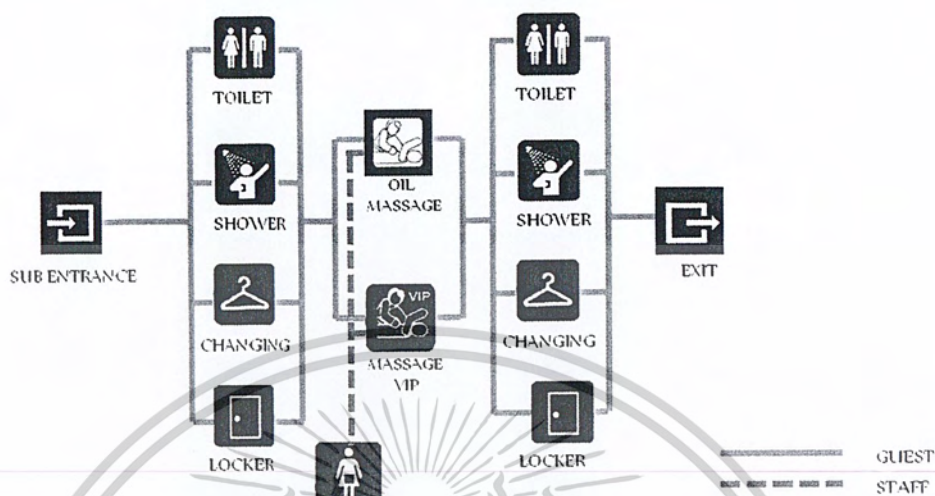 TOILET
SHOWER
CHANGING
LOCKER
SUB ENTRANCE
OIL
MASSAGE
VIP
MASSAGE
VIP
TOILET
SHOWER
CHANGING
LOCKER
EXIT
GUEST
STAFF